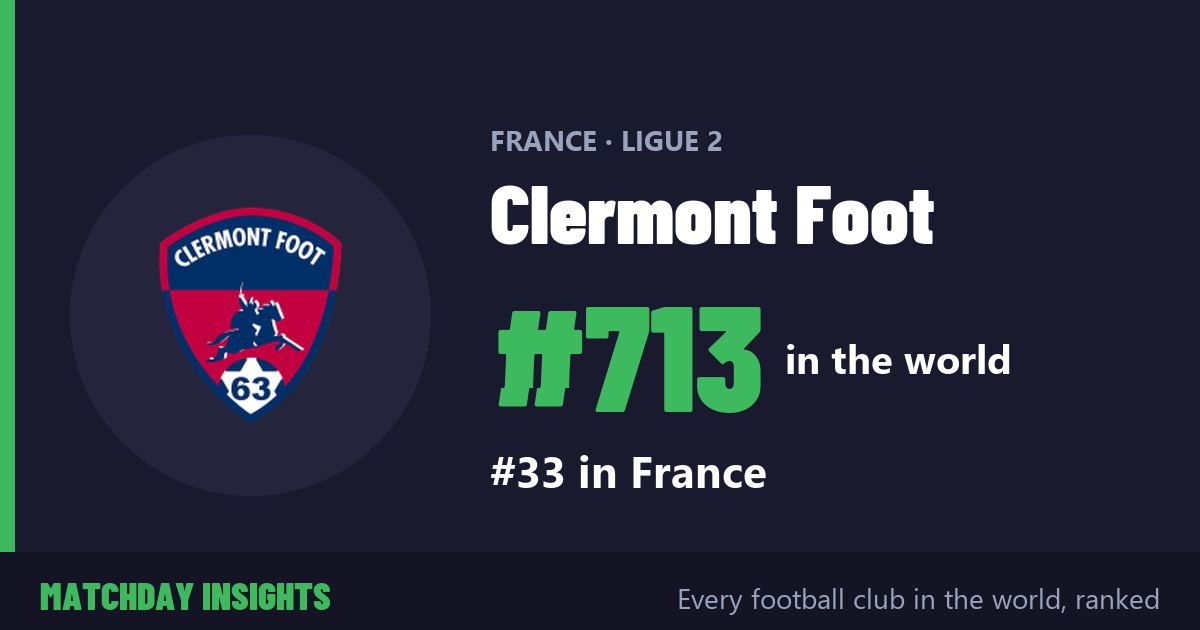 FRANCE · LIGUE 2
Clermont Foot
CLERMONT FOOT
63
#713 in the world
#33 in France
MATCHDAY INSIGHTS
Every football club in the world, ranked